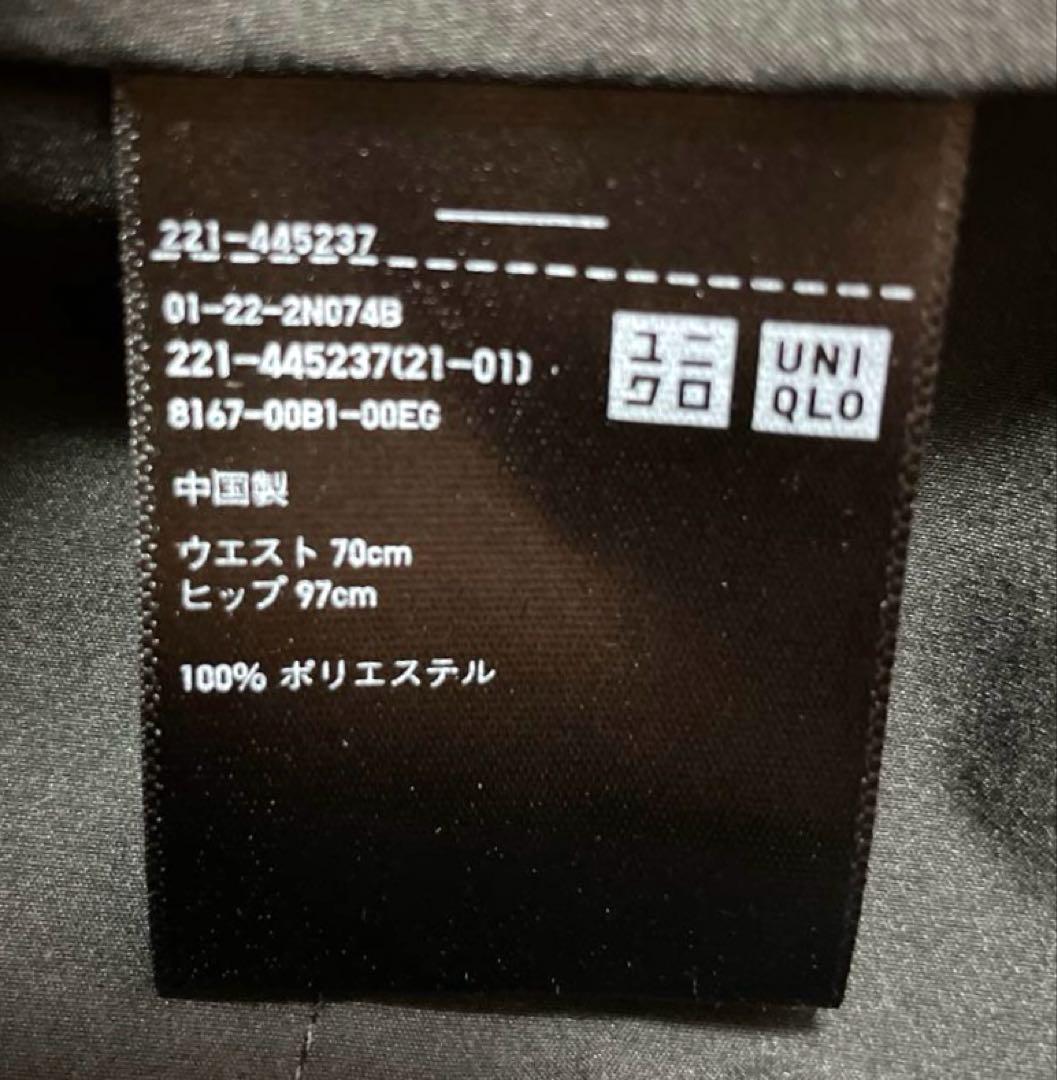 221-445237
01-22-2N074B
221-445237(21-01)
8167-00B1-00EG
ユニ
クロ
UNI
QLO
中国製
ウエスト 70cm
ヒップ 97cm
100% ポリエステル